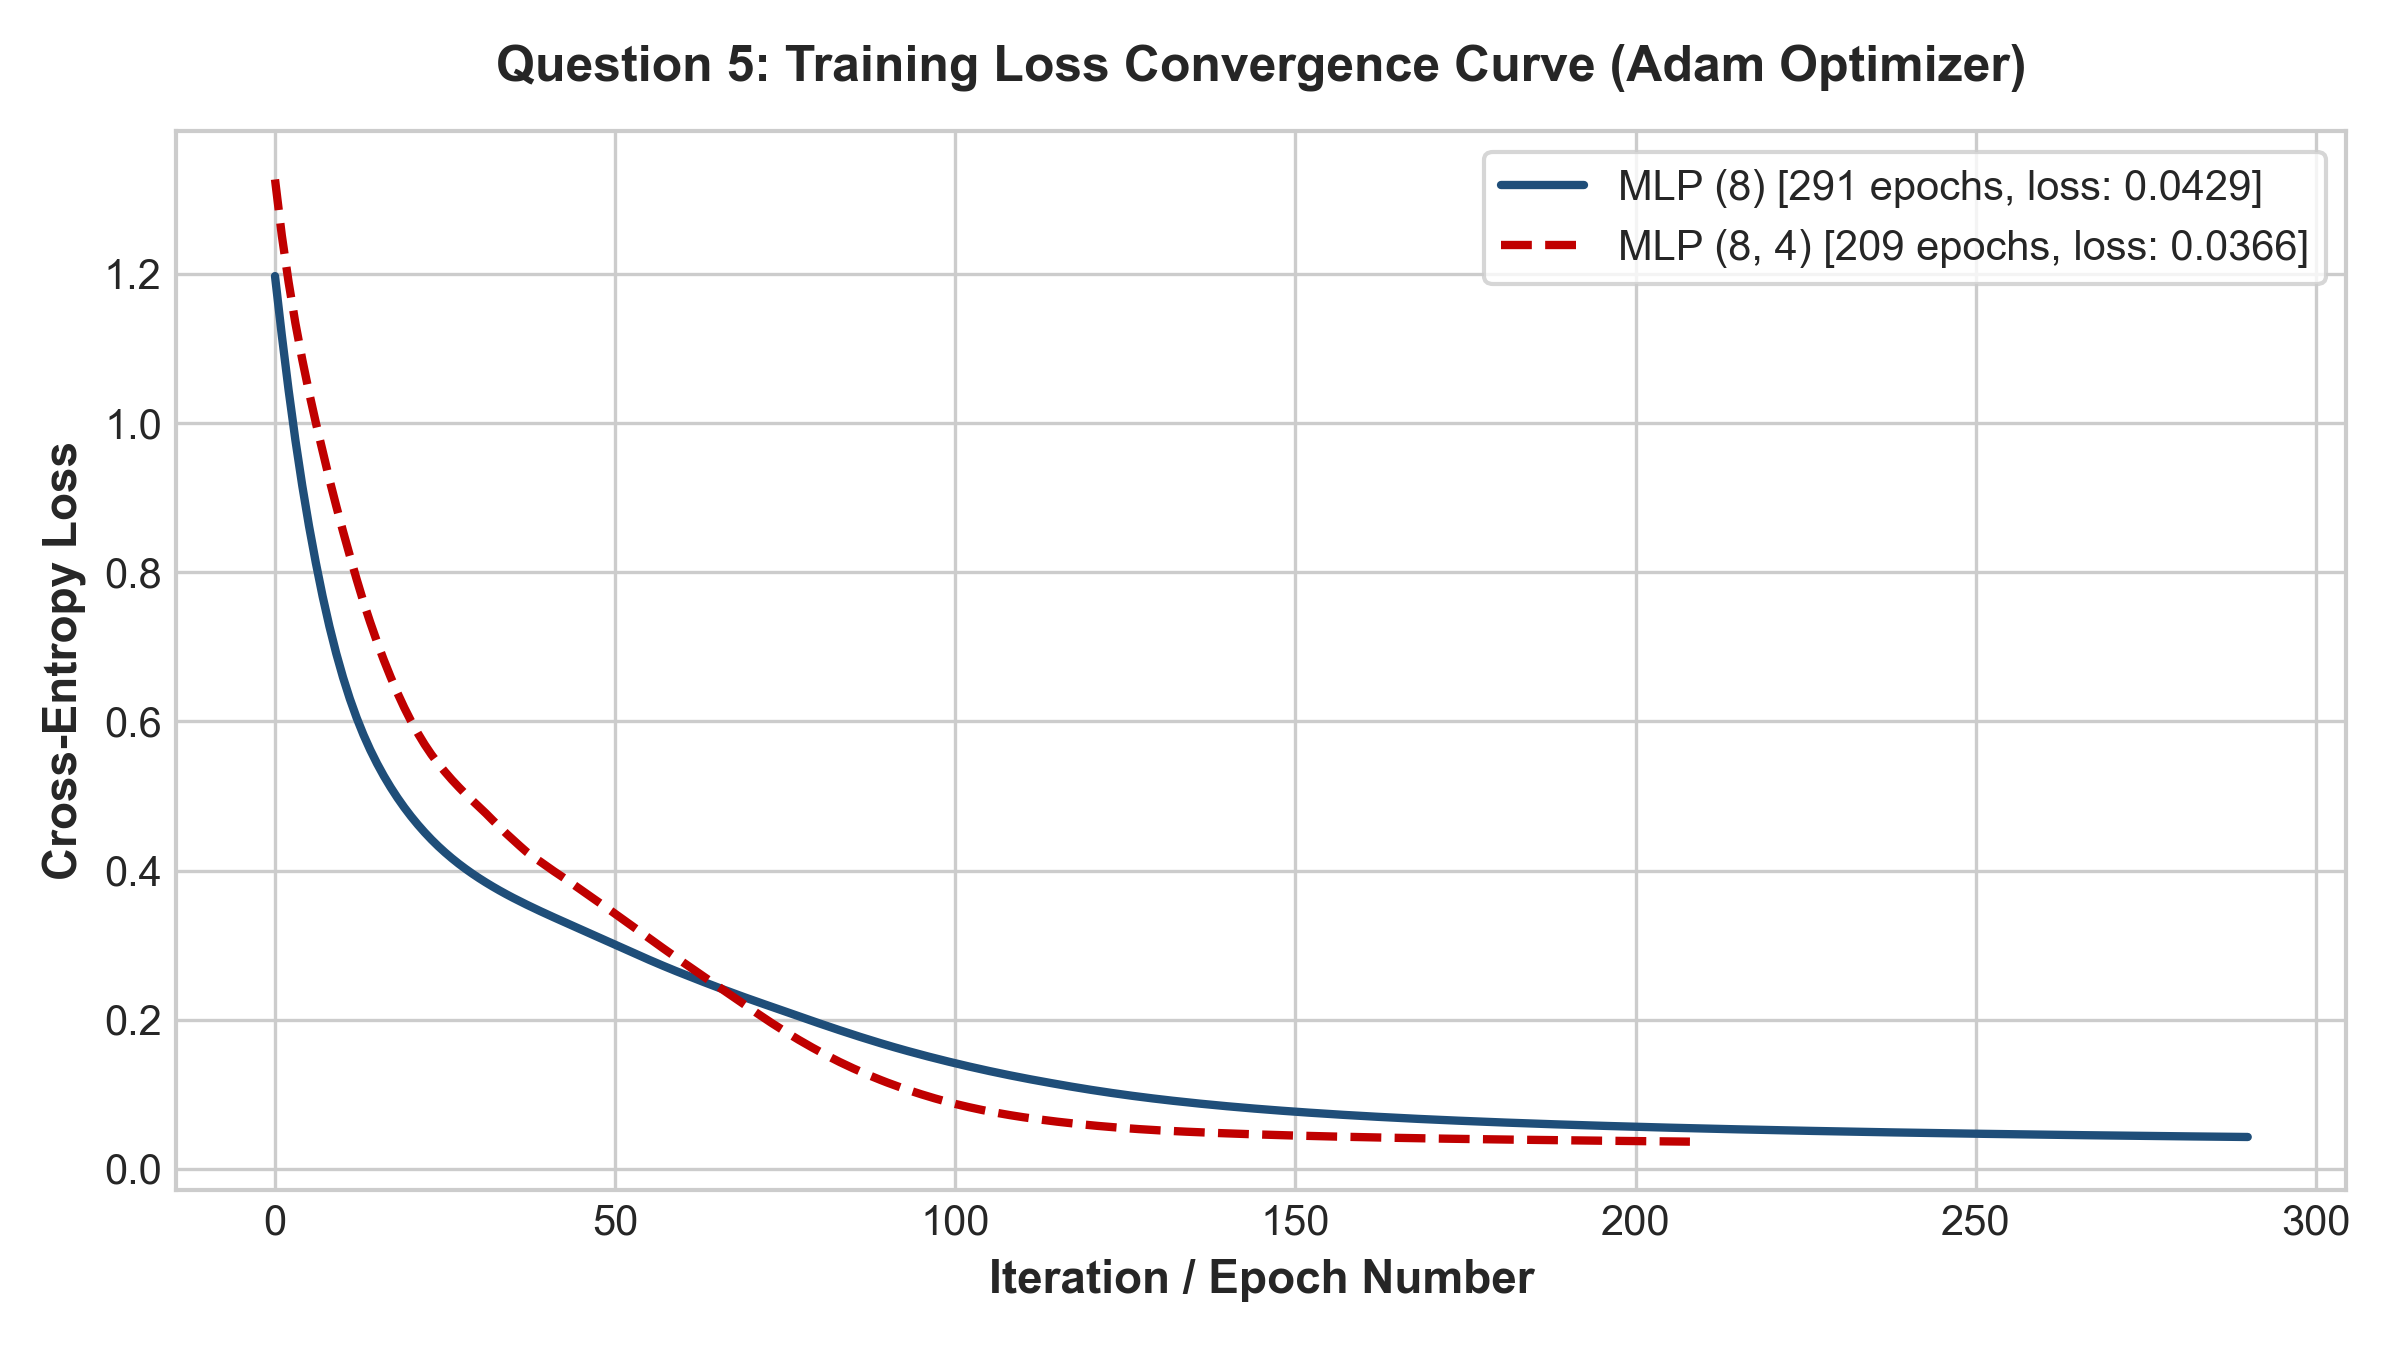 Question 5: Training Loss Convergence Curve (Adam Optimizer)
MLP (8) [291 epochs, loss: 0.0429]
MLP (8, 4) [209 epochs, loss: 0.0366]
Cross-Entropy Loss
1.2
1.0
0.8
0.6
0.4
0.2
0.0
0 50 100 150 200 250 300
Iteration / Epoch Number